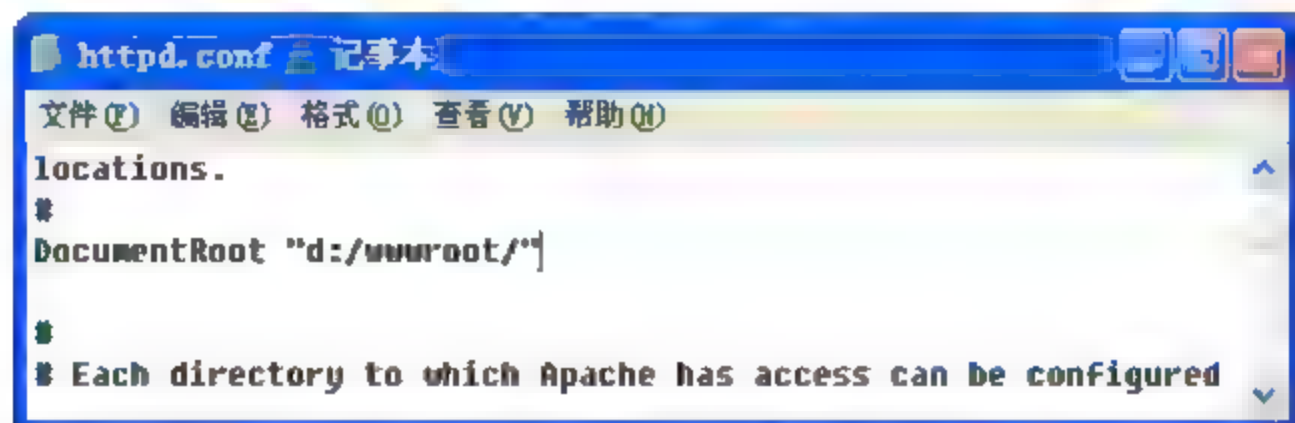 httpd.conf - 记事本
文件(F) 编辑(E) 格式(O) 查看(V) 帮助(H)
locations.
#
DocumentRoot "d:/wwwroot/"
#
# Each directory to which Apache has access can be configured